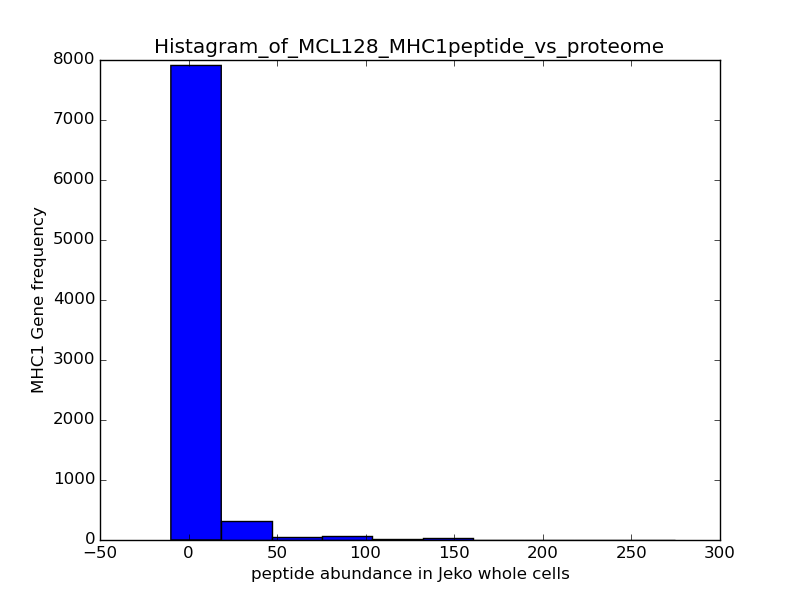 Histagram_of_MCL128_MHC1peptide_vs_proteome
8000
7000
6000
5000
4000
3000
2000
1000
0
MHC1 Gene frequency
−50 0 50 100 150 200 250 300
peptide abundance in Jeko whole cells